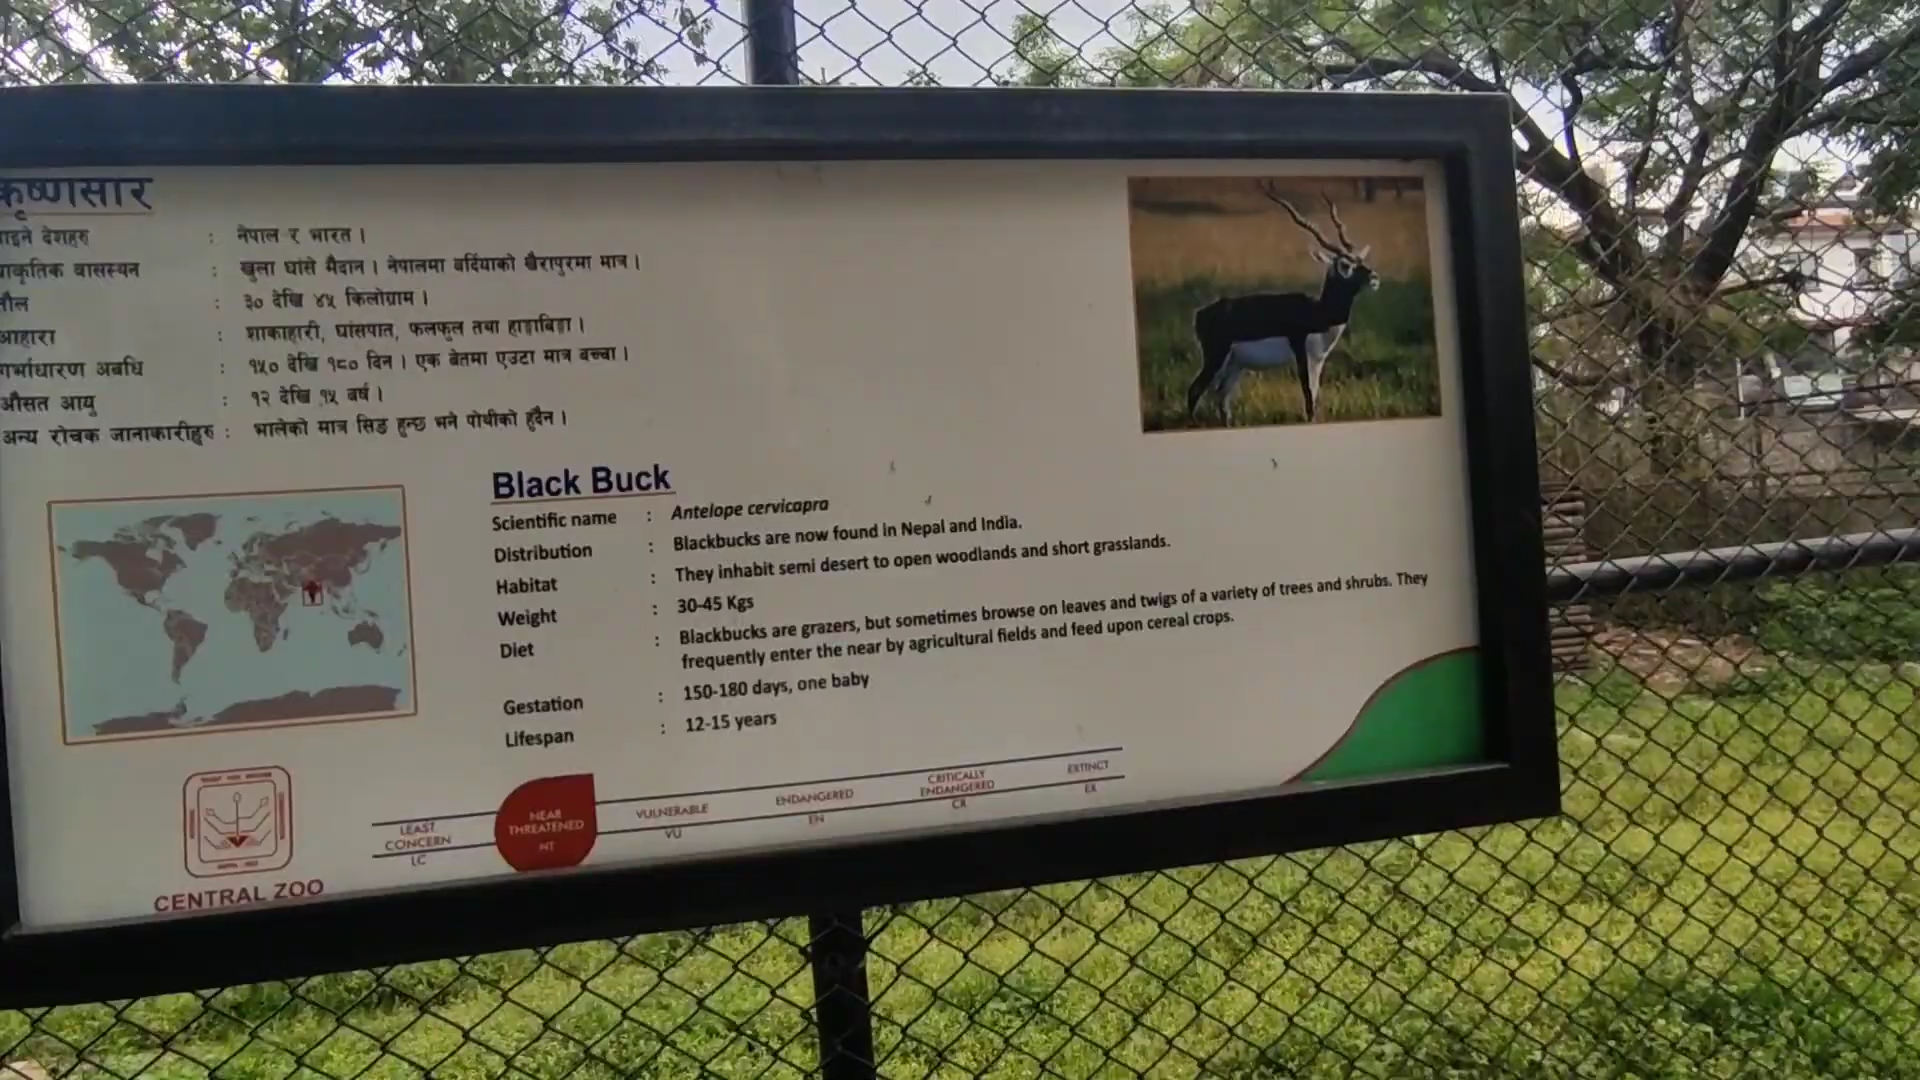 कृष्णसार
पाइने देशहरु : नेपाल र भारत ।
प्राकृतिक वासस्थन : खुला घांसे मैदान । नेपालमा बर्दियाको खैरापुरमा मात्र ।
तौल : ३० देखि ४५ किलोग्राम ।
आहारा : शाकाहारी, घांसपात, फलफुल तथा हाङ्गाबिङ्गा ।
गर्भाधारण अबधि : १५० देखि १८० दिन । एक बेतमा एउटा मात्र बच्चा ।
औसत आयु : १२ देखि १५ बर्ष ।
अन्य रोचक जानाकारीहरु : भालेको मात्र सिङ हुन्छ भने पोथीको हुँदैन ।
Black Buck
Scientific name : Antelope cervicapra
Distribution : Blackbucks are now found in Nepal and India.
Habitat : They inhabit semi desert to open woodlands and short grasslands.
Weight : 30-45 Kgs
Diet : Blackbucks are grazers, but sometimes browse on leaves and twigs of a variety of trees and shrubs. They
frequently enter the near by agricultural fields and feed upon cereal crops.
Gestation : 150-180 days, one baby
Lifespan : 12-15 years
LEAST CONCERN LC
NEAR THREATENED NT
VULNERABLE VU
ENDANGERED EN
CRITICALLY ENDANGERED CR
EXTINCT EX
CENTRAL ZOO